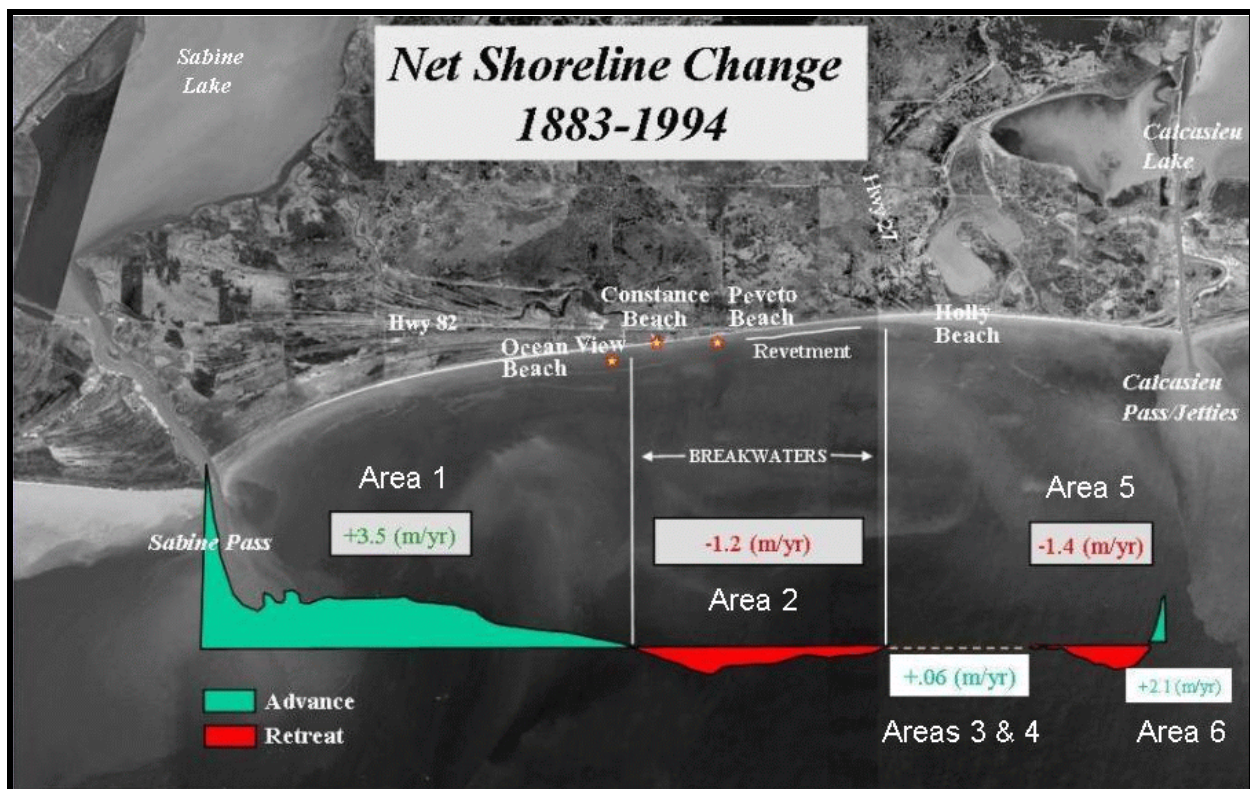 Net Shoreline Change
1883-1994
Sabine
Lake
Calcasieu
Lake
Hwy 27
Constance
Beach
Peveto
Beach
Hwy 82
Holly
Beach
Ocean View
Beach
Revetment
Calcasieu
Pass/Jetties
BREAKWATERS
Area 1
Area 5
+3.5 (m/yr)
-1.2 (m/yr)
-1.4 (m/yr)
Sabine Pass
Area 2
+.06 (m/yr)
+2.1 (m/yr)
Advance
Retreat
Areas 3 & 4
Area 6